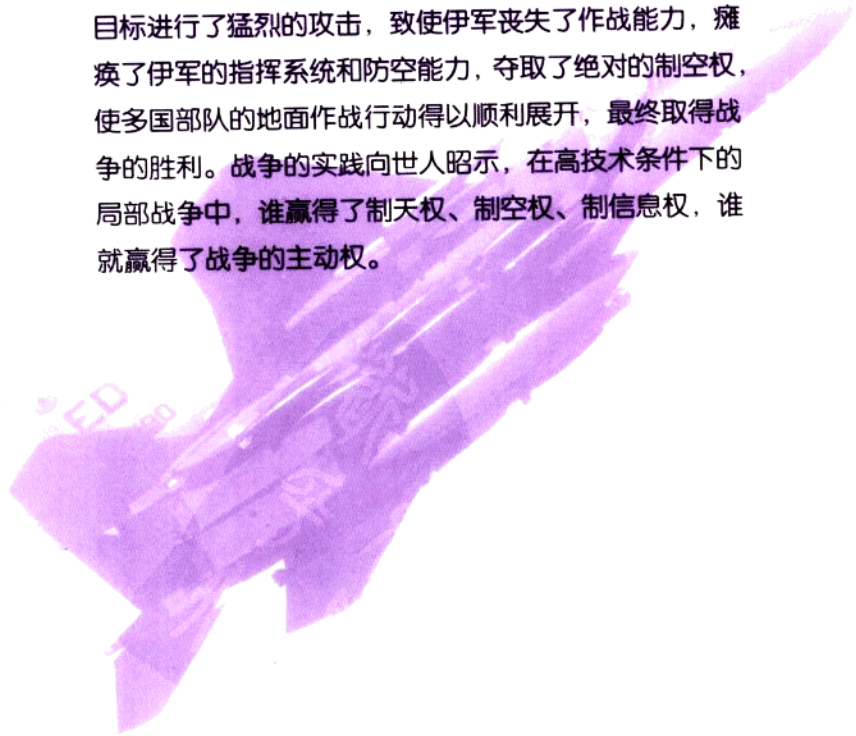 目标进行了猛烈的攻击，致使伊军丧失了作战能力，瘫
痪了伊军的指挥系统和防空能力，夺取了绝对的制空权，
使多国部队的地面作战行动得以顺利展开，最终取得战
争的胜利。战争的实践向世人昭示，在高技术条件下的
局部战争中，谁赢得了制天权、制空权、制信息权，谁
就赢得了战争的主动权。
ED
90